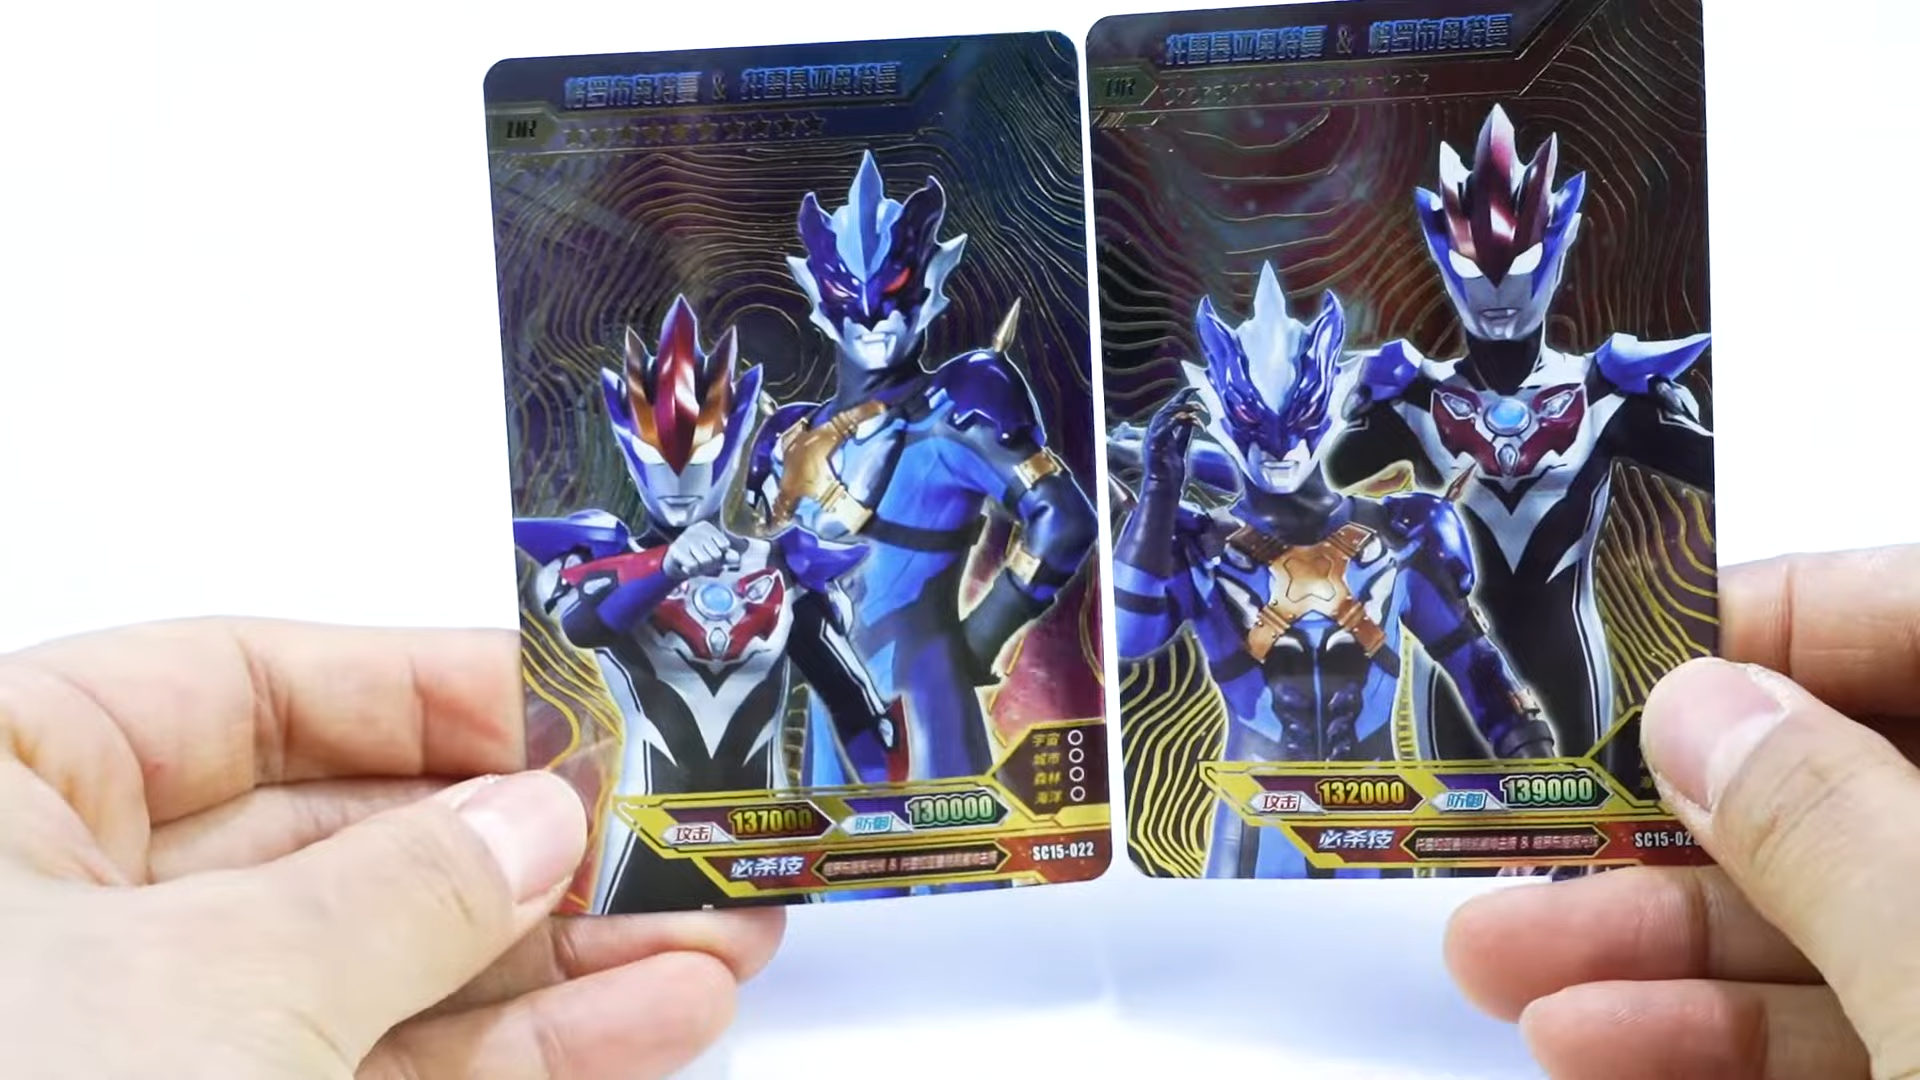 格罗布奥特曼 & 托雷基亚奥特曼
UR
★★★★★★★★★★
宇宙
城市
森林
海洋
攻击 137000 防御 130000
必杀技
SC15-022
托雷基亚奥特曼 & 格罗布奥特曼
UR
攻击 132000 防御 139000
必杀技